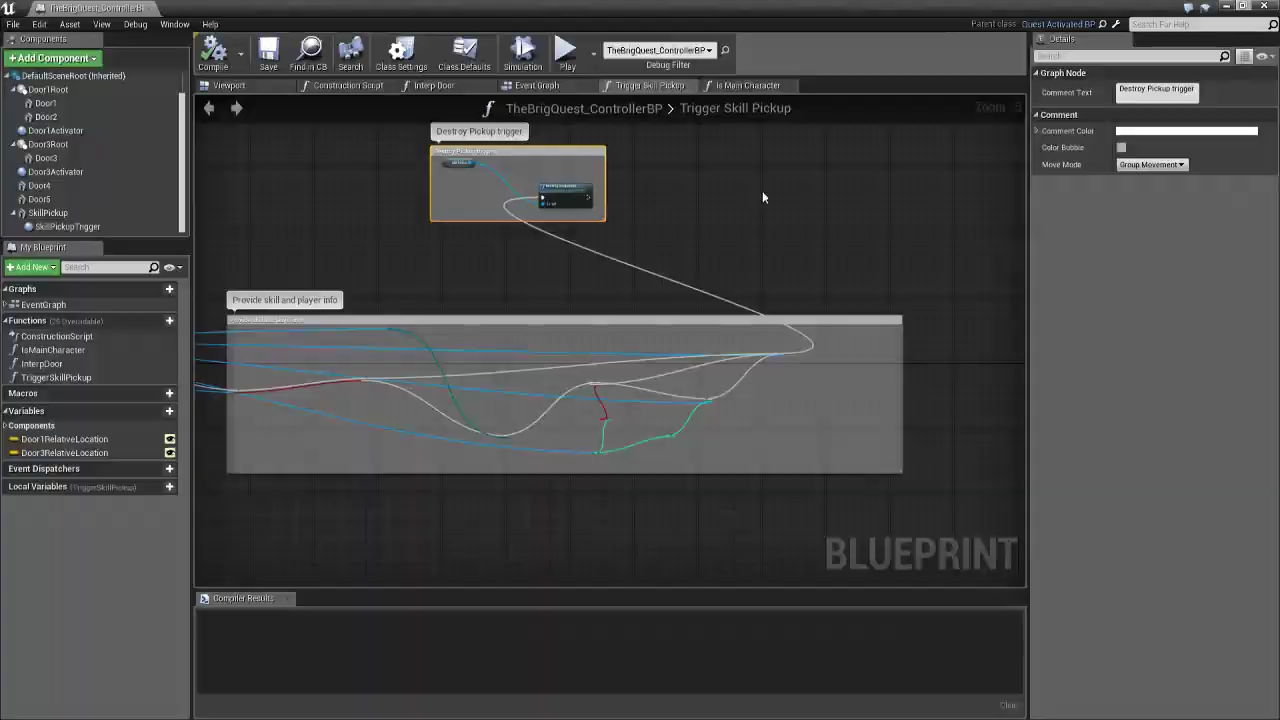 TheBrigQuest_ControllerBP
File Edit Asset View Debug Window Help
Parent class: Quest Activated BP
Search For Help
Components
+Add Component
DefaultSceneRoot (Inherited)
Door1Root
Door1
Door2
Door1Activator
Door3Root
Door3
Door3Activator
Door4
Door5
SkillPickup
SkillPickupTrigger
My Blueprint
+Add New
Search
Graphs
EventGraph
Functions
ConstructionScript
IsMainCharacter
InterpDoor
TriggerSkillPickup
Macros
Variables
Components
Door1RelativeLocation
Door3RelativeLocation
Event Dispatchers
Local Variables (TriggerSkillPickup)
Compile Save Find in CB Search Class Settings Class Defaults Simulation Play
TheBrigQuest_ControllerBP
Debug Filter
Viewport Construction Script Interp Door Event Graph Trigger Skill Pickup Is Main Character
TheBrigQuest_ControllerBP > Trigger Skill Pickup
Destroy Pickup trigger
Provide skill and player info
BLUEPRINT
Compiler Results
Clear
Details
Search
Graph Node
Comment Text Destroy Pickup trigger
Comment
Comment Color
Color Bubble
Move Mode Group Movement